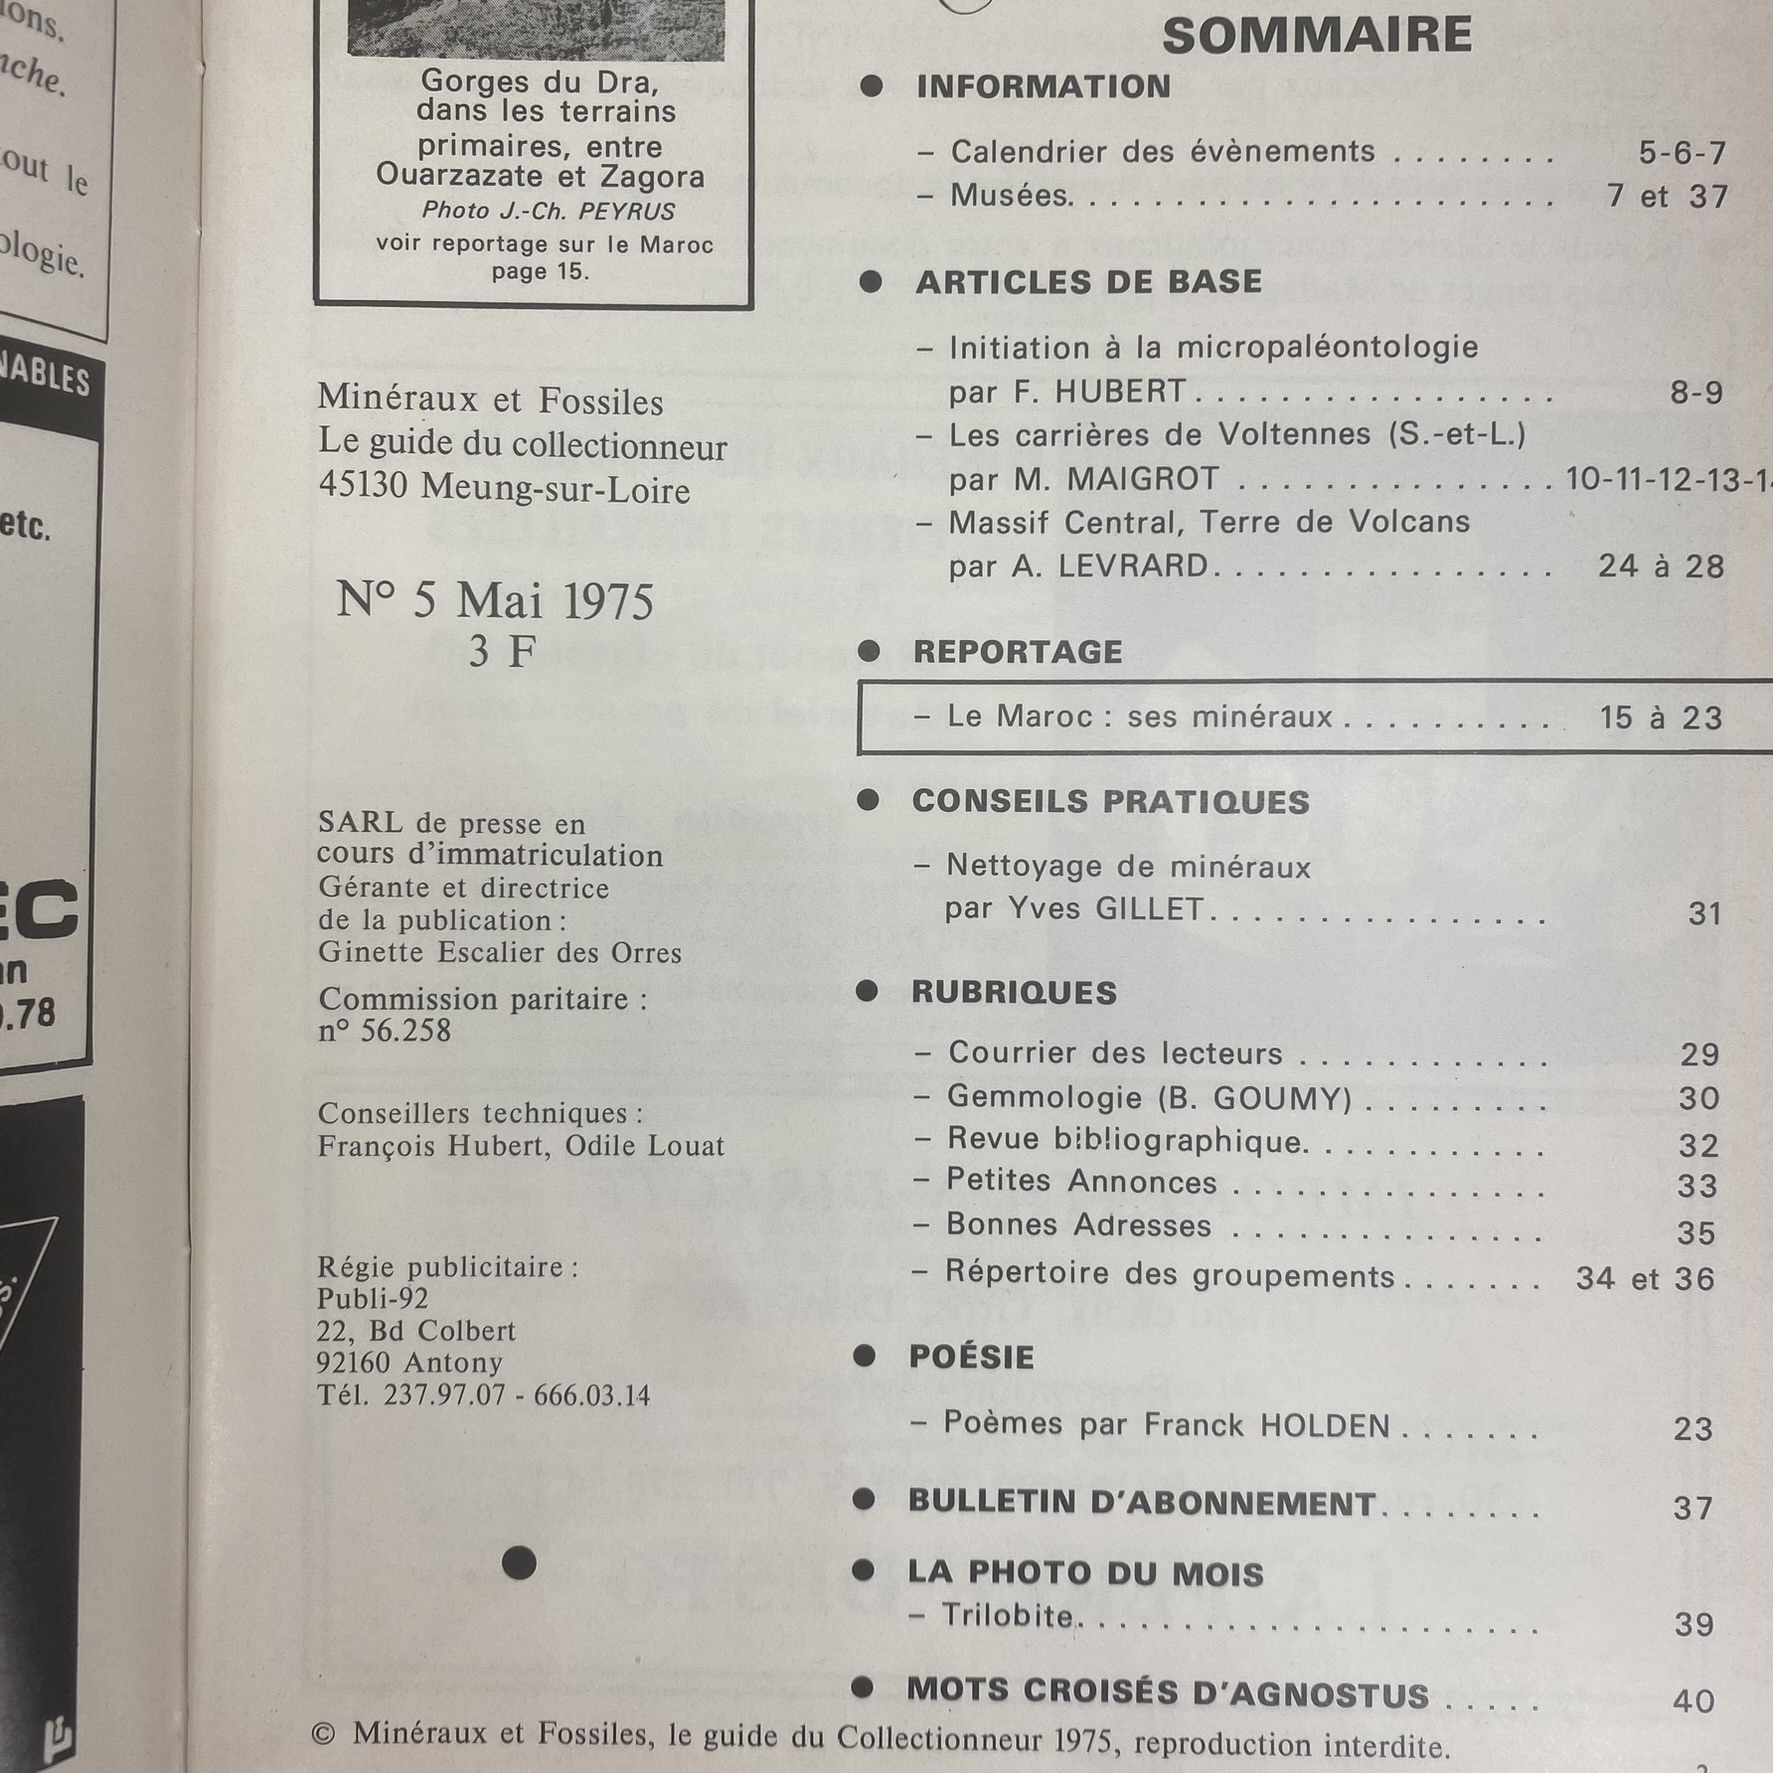 ions.
nche.
tout le
ologie.
NABLES
etc.
EC
an
0.78
Gorges du Dra,
dans les terrains
primaires, entre
Ouarzazate et Zagora
Photo J.-Ch. PEYRUS
voir reportage sur le Maroc
page 15.
Minéraux et Fossiles
Le guide du collectionneur
45130 Meung-sur-Loire
N° 5 Mai 1975
3 F
SARL de presse en
cours d'immatriculation
Gérante et directrice
de la publication :
Ginette Escalier des Orres
Commission paritaire :
n° 56.258
Conseillers techniques :
François Hubert, Odile Louat
Régie publicitaire :
Publi-92
22, Bd Colbert
92160 Antony
Tél. 237.97.07 - 666.03.14
SOMMAIRE
● INFORMATION
– Calendrier des évènements ........ 5-6-7
– Musées. ...................... 7 et 37
● ARTICLES DE BASE
– Initiation à la micropaléontologie
par F. HUBERT ................. 8-9
– Les carrières de Voltennes (S.-et-L.)
par M. MAIGROT ............... 10-11-12-13-14
– Massif Central, Terre de Volcans
par A. LEVRARD. ............... 24 à 28
● REPORTAGE
– Le Maroc : ses minéraux .......... 15 à 23
● CONSEILS PRATIQUES
– Nettoyage de minéraux
par Yves GILLET. ............... 31
● RUBRIQUES
– Courrier des lecteurs ............ 29
– Gemmologie (B. GOUMY) .......... 30
– Revue bibliographique. ........... 32
– Petites Annonces ............... 33
– Bonnes Adresses ............... 35
– Répertoire des groupements ....... 34 et 36
● POÉSIE
– Poèmes par Franck HOLDEN ....... 23
● BULLETIN D'ABONNEMENT ........ 37
● LA PHOTO DU MOIS
– Trilobite. ..................... 39
● MOTS CROISÉS D'AGNOSTUS ..... 40
© Minéraux et Fossiles, le guide du Collectionneur 1975, reproduction interdite.